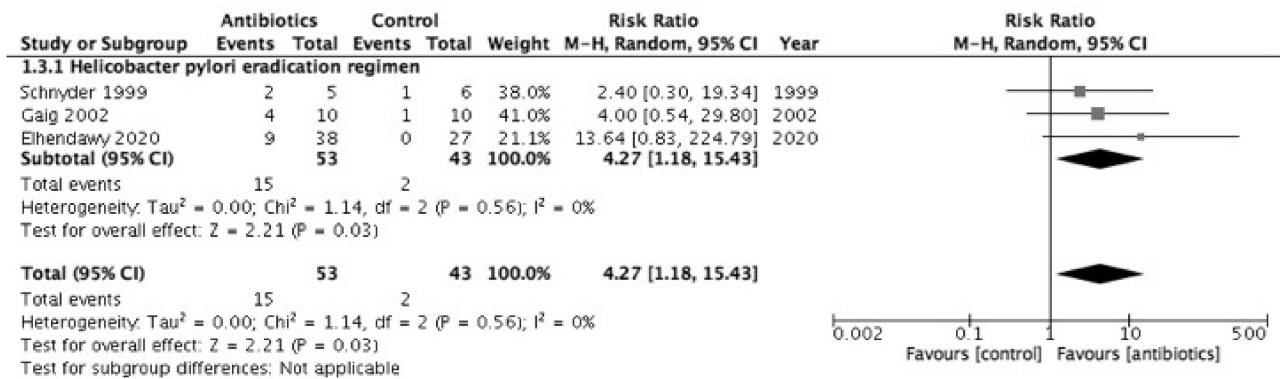 Antibiotics Control Risk Ratio Risk Ratio
Study or Subgroup Events Total Events Total Weight M-H, Random, 95% CI Year M-H, Random, 95% CI
1.3.1 Helicobacter pylori eradication regimen
Schnyder 1999 2 5 1 6 38.0% 2.40 [0.30, 19.34] 1999
Gaig 2002 4 10 1 10 41.0% 4.00 [0.54, 29.80] 2002
Elhendawy 2020 9 38 0 27 21.1% 13.64 [0.83, 224.79] 2020
Subtotal (95% CI) 53 43 100.0% 4.27 [1.18, 15.43]
Total events 15 2
Heterogeneity: Tau² = 0.00; Chi² = 1.14, df = 2 (P = 0.56); I² = 0%
Test for overall effect: Z = 2.21 (P = 0.03)
Total (95% CI) 53 43 100.0% 4.27 [1.18, 15.43]
Total events 15 2
Heterogeneity: Tau² = 0.00; Chi² = 1.14, df = 2 (P = 0.56); I² = 0%
Test for overall effect: Z = 2.21 (P = 0.03)
Test for subgroup differences: Not applicable
0.002 0.1 1 10 500
Favours [control] Favours [antibiotics]